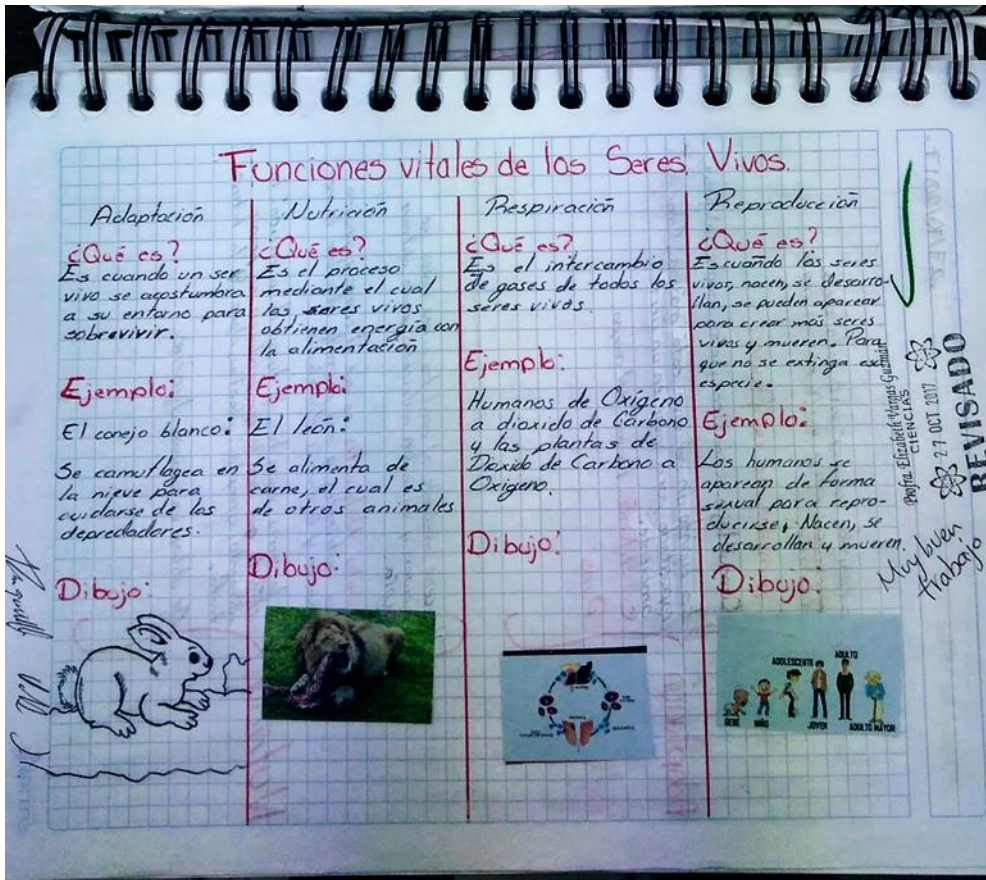 Funciones vitales de los Seres Vivos.
Adaptación
¿Qué es?
Es cuando un ser
vivo se acostumbra
a su entorno para
sobrevivir.
Ejemplo:
El conejo blanco:
Se camuflagea en
la nieve para
cuidarse de los
depredadores.
Dibujo:
Nutrición
¿Qué es?
Es el proceso
mediante el cual
los seres vivos
obtienen energía con
la alimentación
Ejemplo:
El león:
Se alimenta de
carne, el cual es
de otros animales
Dibujo:
Respiración
¿Qué es?
Es el intercambio
de gases de todos los
seres vivos.
Ejemplo:
Humanos de Oxígeno
a dioxido de Carbono
y las plantas de
Dioxido de Carbono a
Oxígeno.
Dibujo:
Reproducción
¿Qué es?
Es cuando los seres
vivos, nacen, se desarro-
llan, se pueden aparear
para crear más seres
vivos y mueren. Para
que no se extinga esa
especie.
Ejemplo:
Los humanos se
aparean de forma
sexual para repro-
ducirse, Nacen, se
desarrollan y mueren.
Dibujo:
BEBÉ
NIÑO
ADOLESCENTE
JOVEN
ADULTO
ADULTO MAYOR
Profra. Elizabeth Vargas Guzmán
CIENCIAS
27 OCT 2017
REVISADO
Muy buen
trabajo